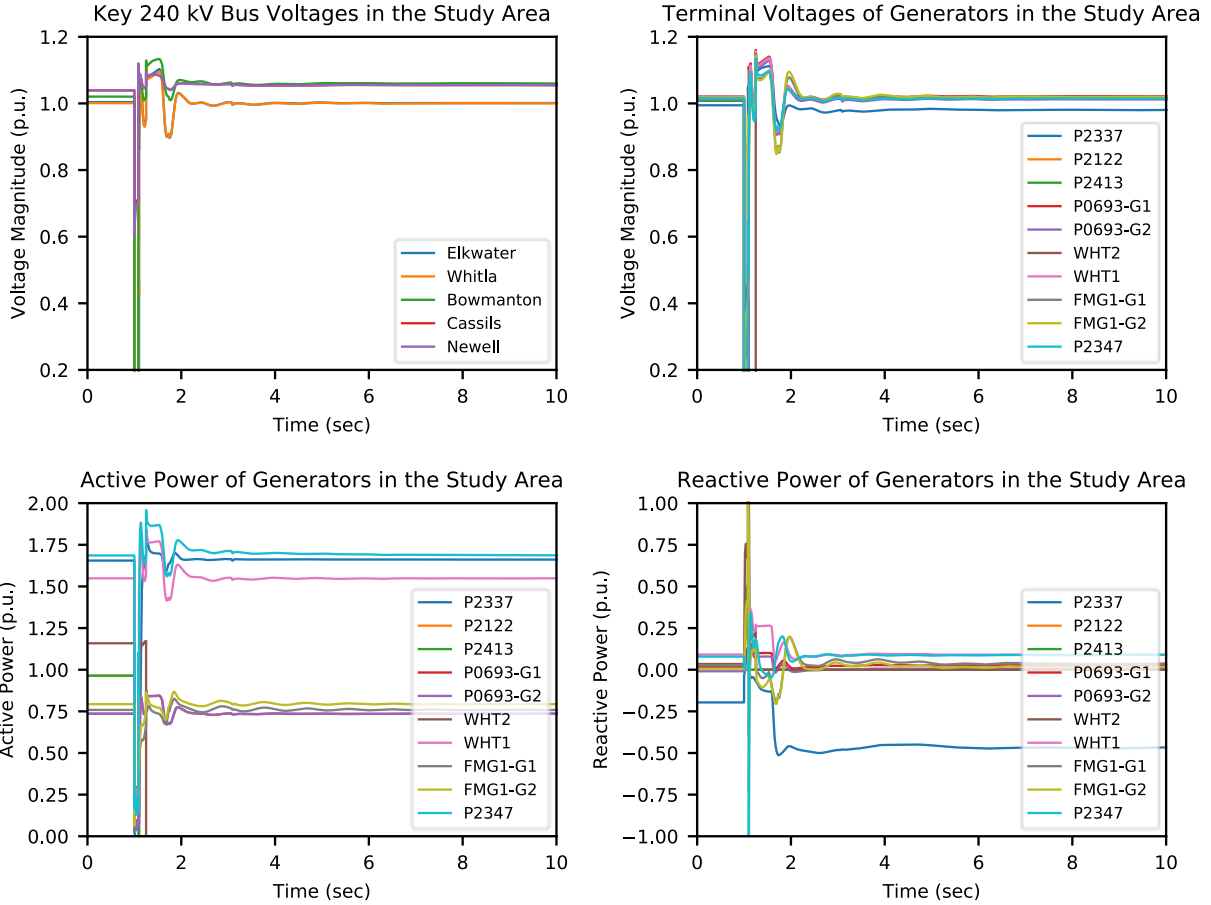 Key 240 kV Bus Voltages in the Study Area
1.2
1.0
0.8
0.6
0.4
0.2
Voltage Magnitude (p.u.)
Elkwater
Whitla
Bowmanton
Cassils
Newell
0 2 4 6 8 10
Time (sec)
Terminal Voltages of Generators in the Study Area
1.2
1.0
0.8
0.6
0.4
0.2
Voltage Magnitude (p.u.)
P2337
P2122
P2413
P0693-G1
P0693-G2
WHT2
WHT1
FMG1-G1
FMG1-G2
P2347
0 2 4 6 8 10
Time (sec)
Active Power of Generators in the Study Area
2.00
1.75
1.50
1.25
1.00
0.75
0.50
0.25
0.00
Active Power (p.u.)
P2337
P2122
P2413
P0693-G1
P0693-G2
WHT2
WHT1
FMG1-G1
FMG1-G2
P2347
0 2 4 6 8 10
Time (sec)
Reactive Power of Generators in the Study Area
1.00
0.75
0.50
0.25
0.00
−0.25
−0.50
−0.75
−1.00
Reactive Power (p.u.)
P2337
P2122
P2413
P0693-G1
P0693-G2
WHT2
WHT1
FMG1-G1
FMG1-G2
P2347
0 2 4 6 8 10
Time (sec)